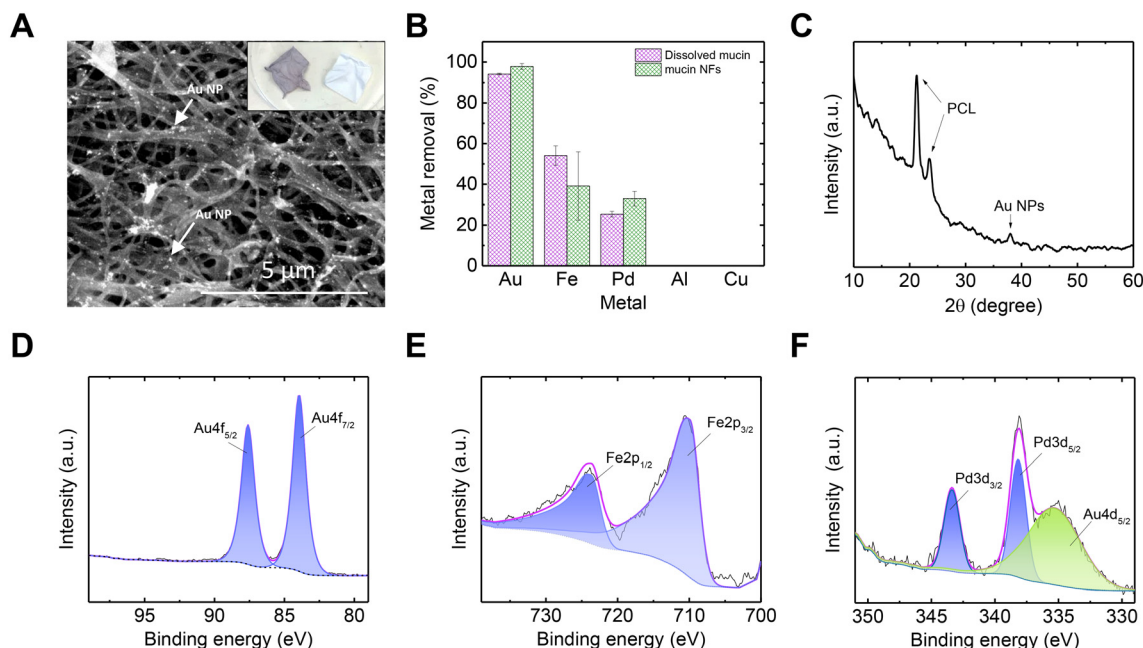 A
Au NP
Au NP
5 µm
B
Metal removal (%)
100
80
60
40
20
0
Dissolved mucin
mucin NFs
Au Fe Pd Al Cu
Metal
C
Intensity (a.u.)
PCL
Au NPs
10 20 30 40 50 60
2θ (degree)
D
Intensity (a.u.)
Au4f5/2
Au4f7/2
95 90 85 80
Binding energy (eV)
E
Intensity (a.u.)
Fe2p1/2
Fe2p3/2
730 720 710 700
Binding energy (eV)
F
Intensity (a.u.)
Pd3d3/2
Pd3d5/2
Au4d5/2
350 345 340 335 330
Binding energy (eV)